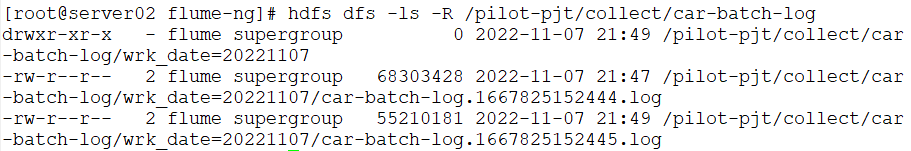 [root@server02 flume-ng]# hdfs dfs -ls -R /pilot-pjt/collect/car-batch-log
drwxr-xr-x   - flume supergroup          0 2022-11-07 21:49 /pilot-pjt/collect/car
-batch-log/wrk_date=20221107
-rw-r--r--   2 flume supergroup   68303428 2022-11-07 21:47 /pilot-pjt/collect/car
-batch-log/wrk_date=20221107/car-batch-log.1667825152444.log
-rw-r--r--   2 flume supergroup   55210181 2022-11-07 21:49 /pilot-pjt/collect/car
-batch-log/wrk_date=20221107/car-batch-log.1667825152445.log